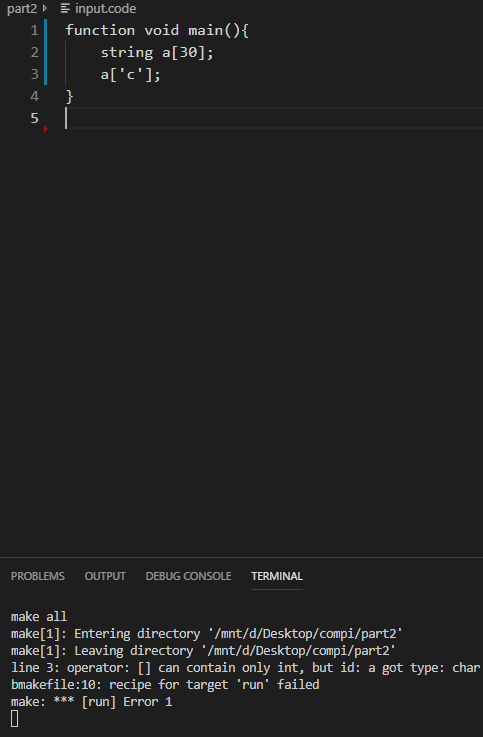 part2 input.code
1 function void main(){
2 string a[30];
3 a['c'];
4 }
5
PROBLEMS OUTPUT DEBUG CONSOLE TERMINAL
make all
make[1]: Entering directory '/mnt/d/Desktop/compi/part2'
make[1]: Leaving directory '/mnt/d/Desktop/compi/part2'
line 3: operator: [] can contain only int, but id: a got type: char
bmakefile:10: recipe for target 'run' failed
make: *** [run] Error 1